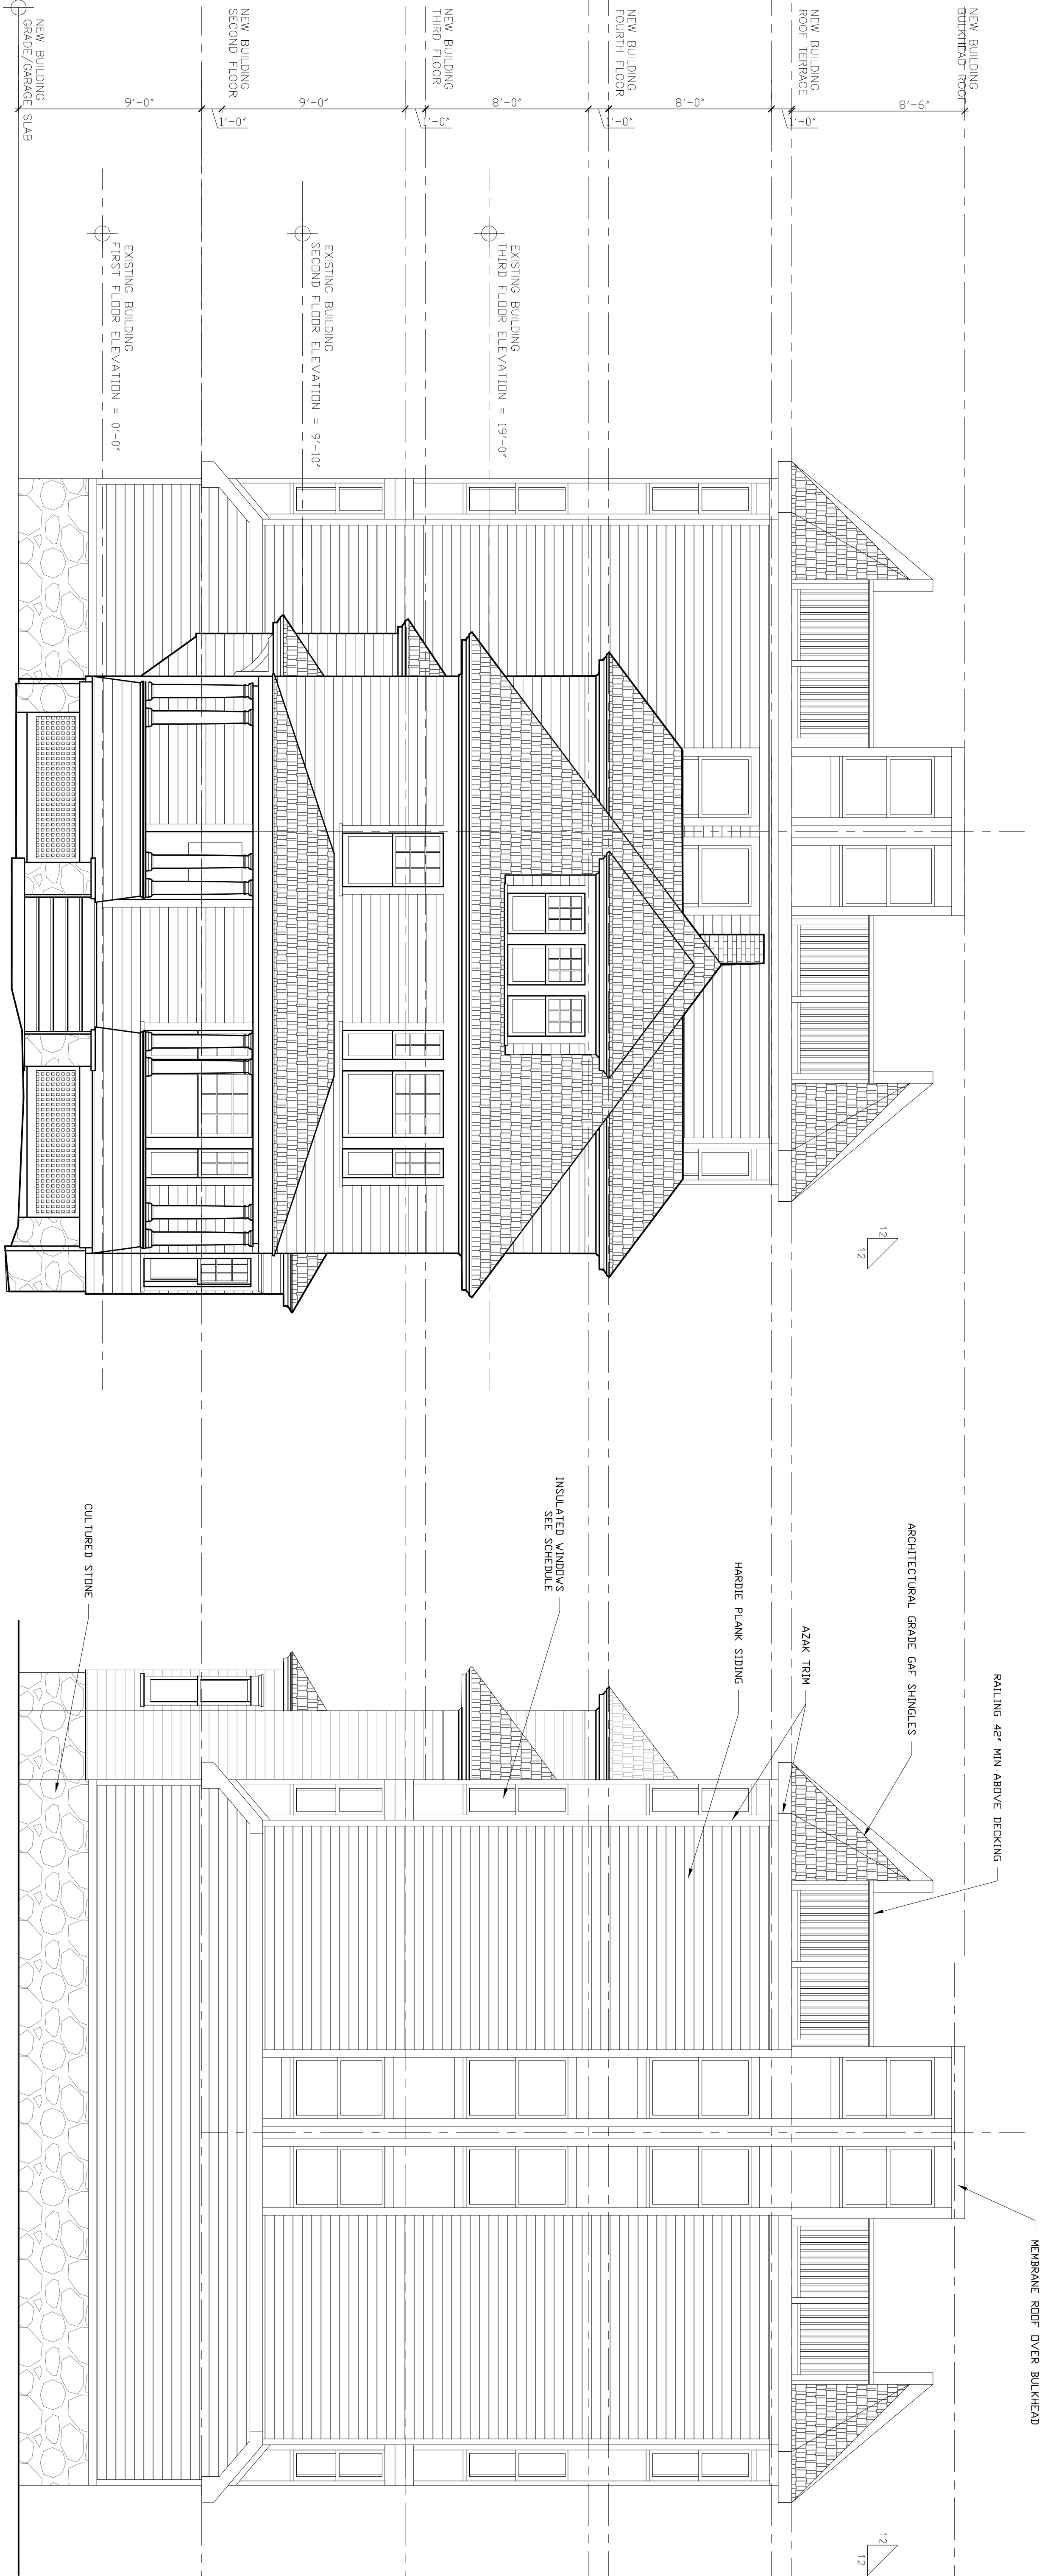 NEW BUILDING
BULKHEAD ROOF
8'-6"
NEW BUILDING
ROOF TERRACE
1'-0"
8'-0"
NEW BUILDING
FOURTH FLOOR
1'-0"
8'-0"
NEW BUILDING
THIRD FLOOR
1'-0"
9'-0"
NEW BUILDING
SECOND FLOOR
1'-0"
9'-0"
NEW BUILDING
GRADE/GARAGE SLAB
EXISTING BUILDING
THIRD FLOOR ELEVATION = 19'-0"
EXISTING BUILDING
SECOND FLOOR ELEVATION = 9'-10"
EXISTING BUILDING
FIRST FLOOR ELEVATION = 0'-0"
12
12
RAILING 42" MIN ABOVE DECKING
ARCHITECTURAL GRADE GAF SHINGLES
AZAK TRIM
HARDIE PLANK SIDING
INSULATED WINDOWS
SEE SCHEDULE
CULTURED STONE
MEMBRANE ROOF OVER BULKHEAD
12
12